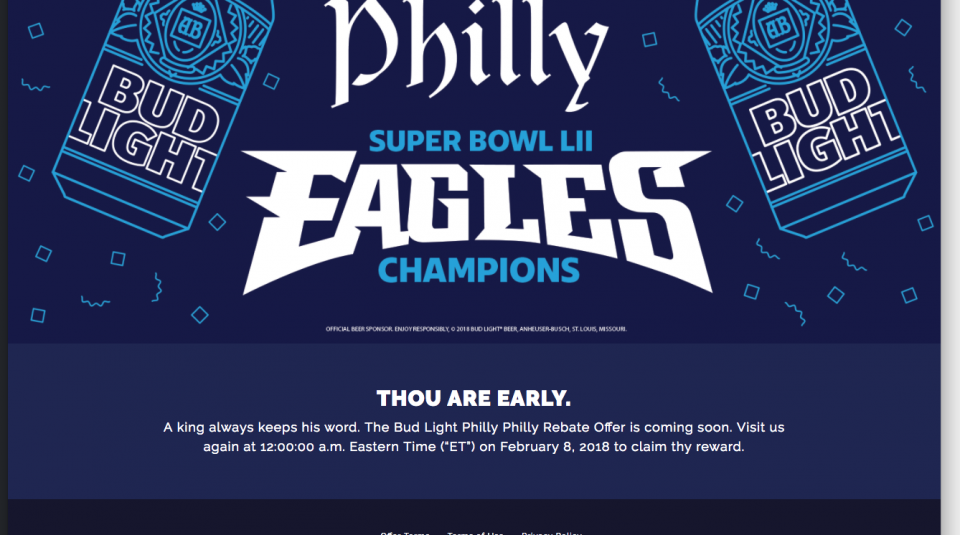 Philly
BUD
LIGHT
BUD
LIGHT
SUPER BOWL LII
EAGLES
CHAMPIONS
OFFICIAL BEER SPONSOR. ENJOY RESPONSIBLY, © 2018 BUD LIGHT® BEER, ANHEUSER-BUSCH, ST. LOUIS, MISSOURI.
THOU ARE EARLY.
A king always keeps his word. The Bud Light Philly Philly Rebate Offer is coming soon. Visit us
again at 12:00:00 a.m. Eastern Time ("ET") on February 8, 2018 to claim thy reward.
Offer Terms Terms of Use Privacy Policy